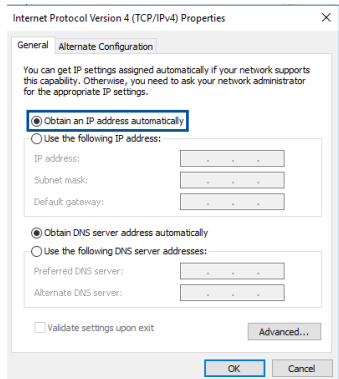 Internet Protocol Version 4 (TCP/IPv4) Properties
General
Alternate Configuration
You can get IP settings assigned automatically if your network supports
this capability. Otherwise, you need to ask your network administrator
for the appropriate IP settings.
Obtain an IP address automatically
Use the following IP address:
IP address:
Subnet mask:
Default gateway:
Obtain DNS server address automatically
Use the following DNS server addresses:
Preferred DNS server:
Alternate DNS server:
Validate settings upon exit
Advanced...
OK
Cancel